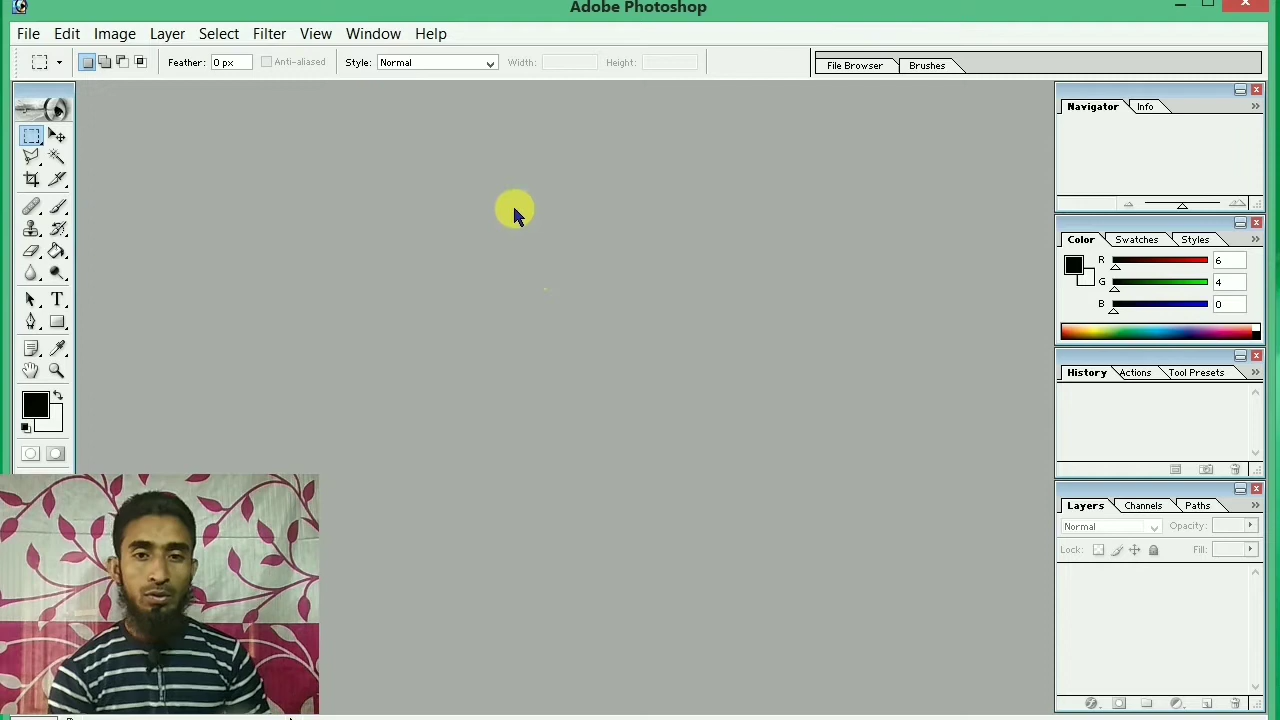 Adobe Photoshop
File Edit Image Layer Select Filter View Window Help
Feather: 0 px Anti-aliased Style: Normal Width: Height: File Browser Brushes
Navigator Info
Color Swatches Styles
R 6
G 4
B 0
History Actions Tool Presets
Layers Channels Paths
Normal Opacity:
Lock: Fill: